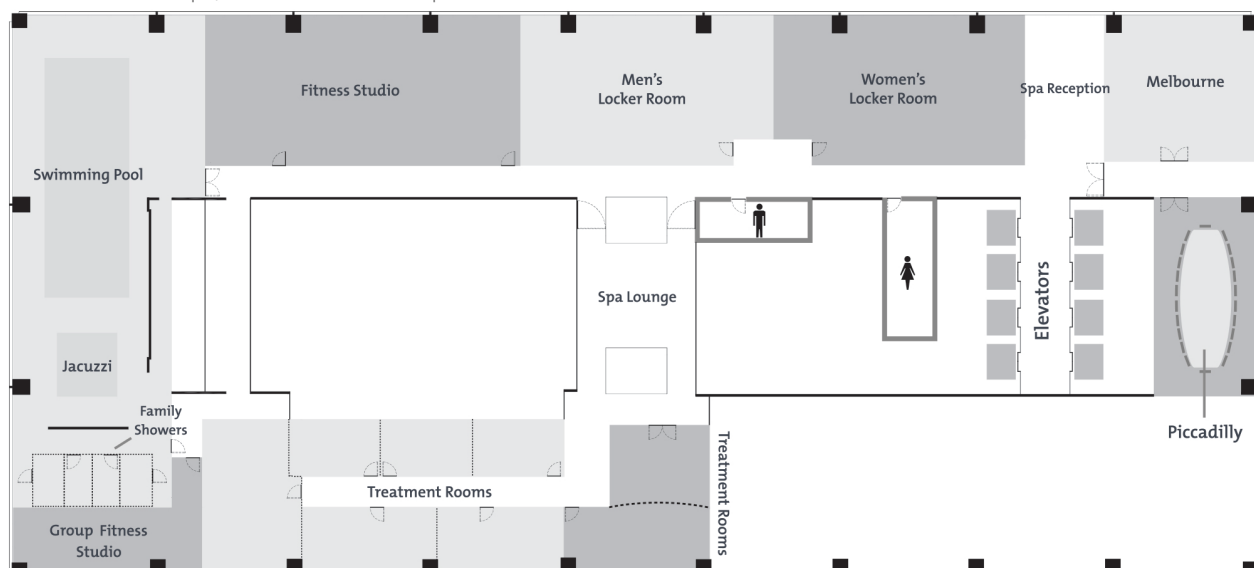 Fitness Studio
Men's
Locker Room
Women's
Locker Room
Spa Reception
Melbourne
Swimming Pool
Spa Lounge
Elevators
Jacuzzi
Family
Showers
Piccadilly
Treatment Rooms
Treatment Rooms
Group Fitness
Studio